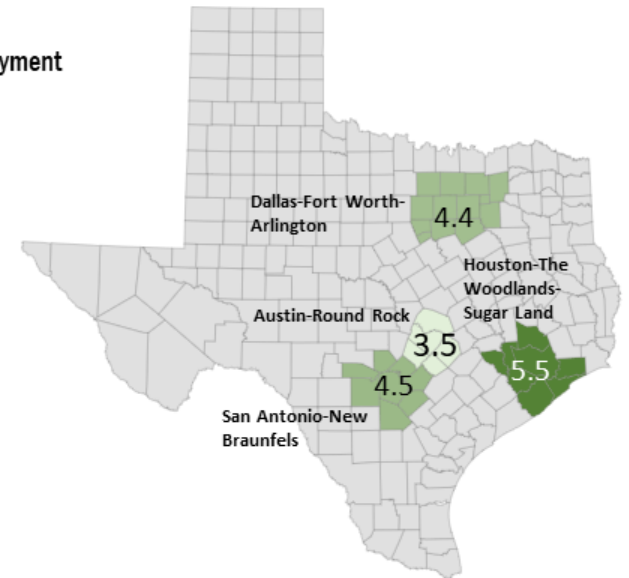 yment
Dallas-Fort Worth-
Arlington
4.4
Houston-The
Woodlands-
Sugar Land
Austin-Round Rock
3.5
5.5
4.5
San Antonio-New
Braunfels